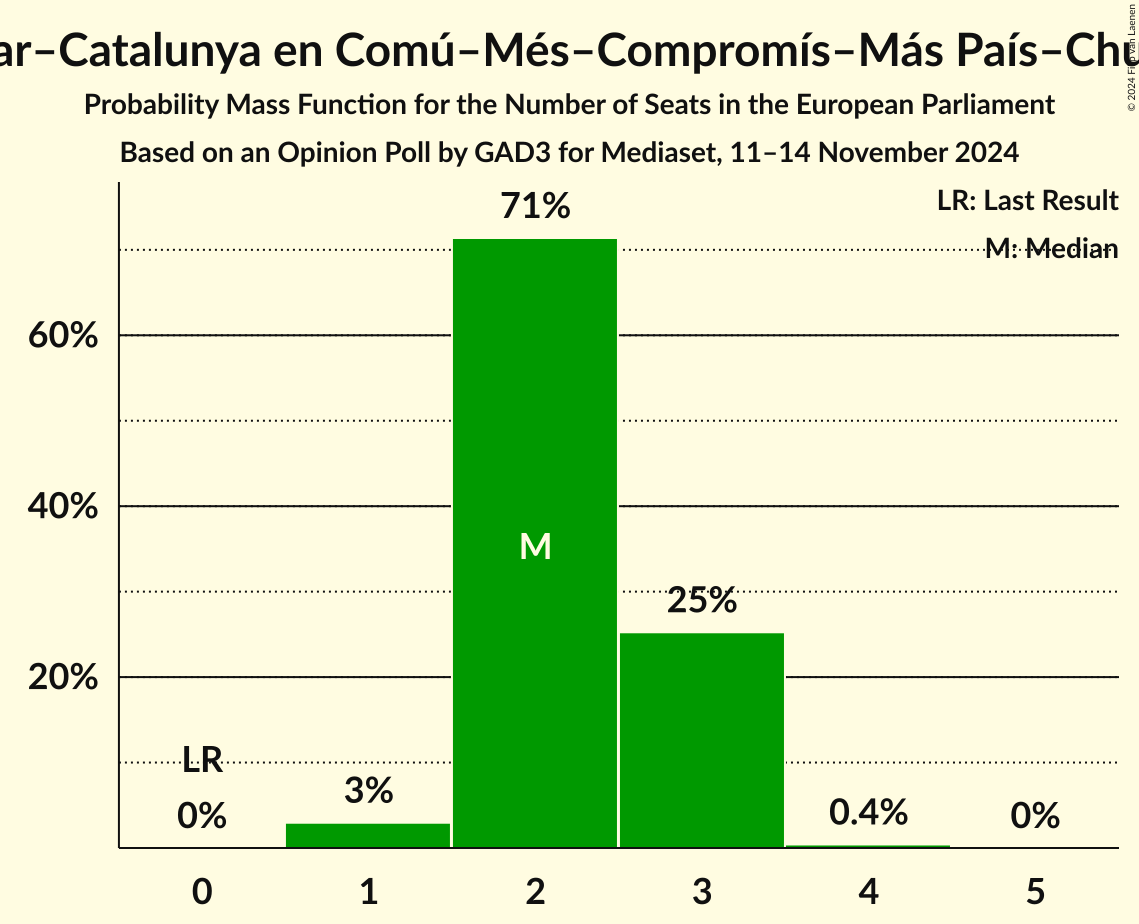 ar–Catalunya en Comú–Més–Compromís–Más País–Chu
Probability Mass Function for the Number of Seats in the European Parliament
Based on an Opinion Poll by GAD3 for Mediaset, 11–14 November 2024
© 2024 Filip van Laenen
LR: Last Result
M: Median
71%
60%
40%
M
25%
20%
LR
3%
0%
0.4%
0%
0 1 2 3 4 5